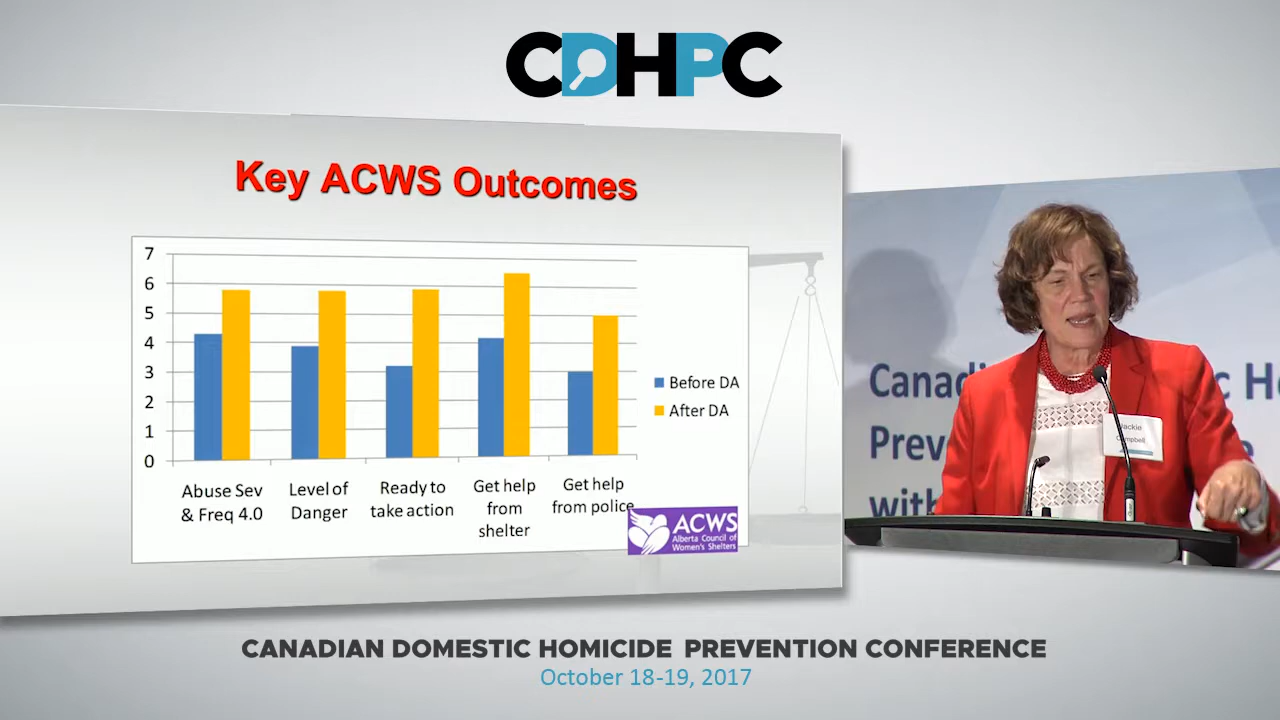 CDHPC
Key ACWS Outcomes
7
6
5
4
3
2
1
0
Abuse Sev
& Freq 4.0
Level of
Danger
Ready to
take action
Get help
from
shelter
Get help
from police
Before DA
After DA
ACWS
Alberta Council of
Women's Shelters
Canadi
c He
Prev
e
with
Jackie
Campbell
CANADIAN DOMESTIC HOMICIDE PREVENTION CONFERENCE
October 18-19, 2017